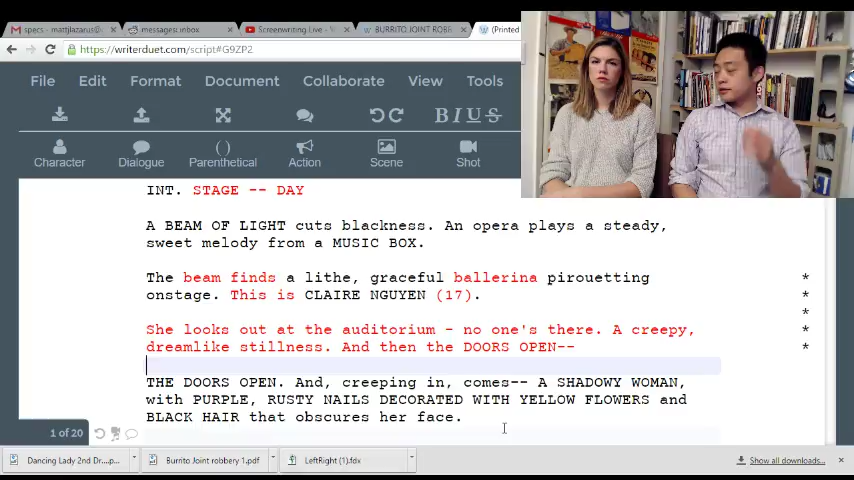 specs - mattjlazarus@
messages: inbox
Screenwriting Live -
BURRITO JOINT ROBBER
(Printed
https://writerduet.com/script#G9ZP2
File Edit Format Document Collaborate View Tools
B I U S
Character Dialogue Parenthetical Action Scene Shot
INT. STAGE -- DAY
A BEAM OF LIGHT cuts blackness. An opera plays a steady,
sweet melody from a MUSIC BOX.
The beam finds a lithe, graceful ballerina pirouetting *
onstage. This is CLAIRE NGUYEN (17). *
*
She looks out at the auditorium - no one's there. A creepy, *
dreamlike stillness. And then the DOORS OPEN-- *
THE DOORS OPEN. And, creeping in, comes-- A SHADOWY WOMAN,
with PURPLE, RUSTY NAILS DECORATED WITH YELLOW FLOWERS and
BLACK HAIR that obscures her face.
1 of 20
Dancing Lady 2nd Dr....p...
Burrito Joint robbery 1.pdf
LeftRight (1).fdx
Show all downloads...